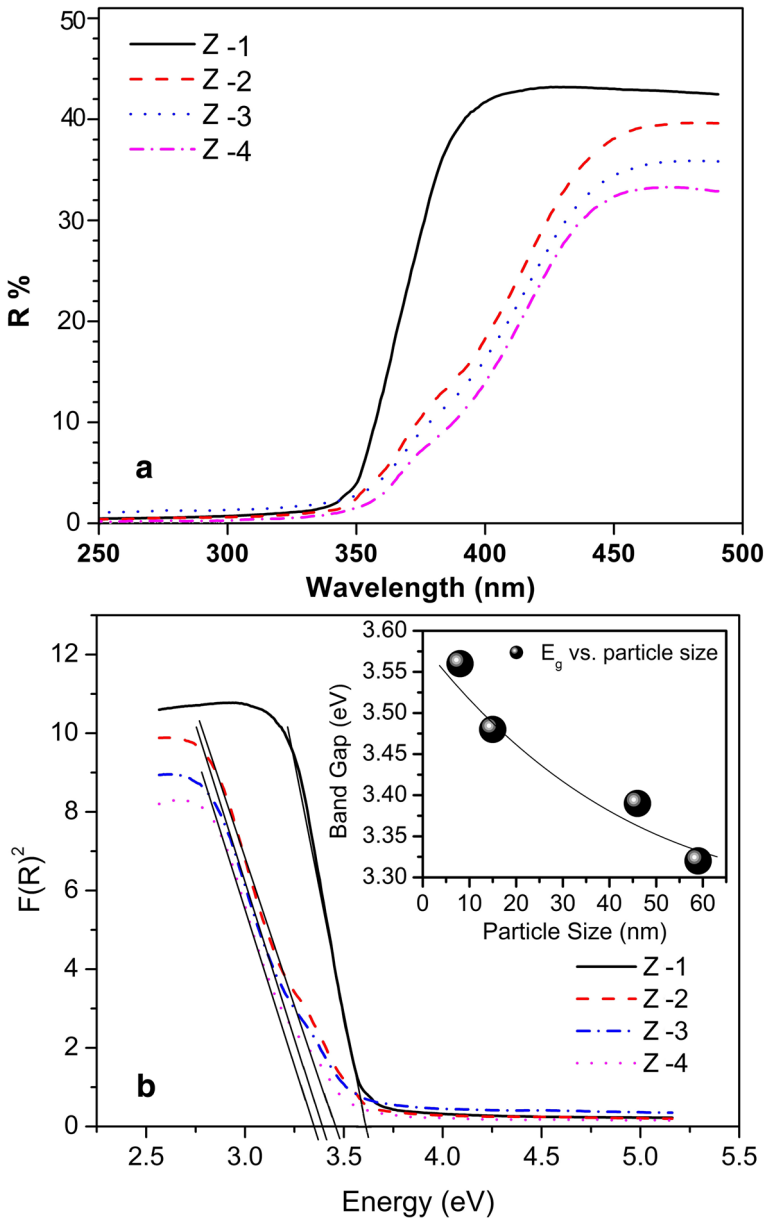 50
40
30
20
10
0
R %
Z -1
Z -2
Z -3
Z -4
a
250 300 350 400 450 500
Wavelength (nm)
12
10
8
6
4
2
0
F(R)2
3.60
3.55
3.50
3.45
3.40
3.35
3.30
Band Gap (eV)
Eg vs. particle size
0 10 20 30 40 50 60
Particle Size (nm)
Z -1
Z -2
Z -3
Z -4
b
2.5 3.0 3.5 4.0 4.5 5.0 5.5
Energy (eV)